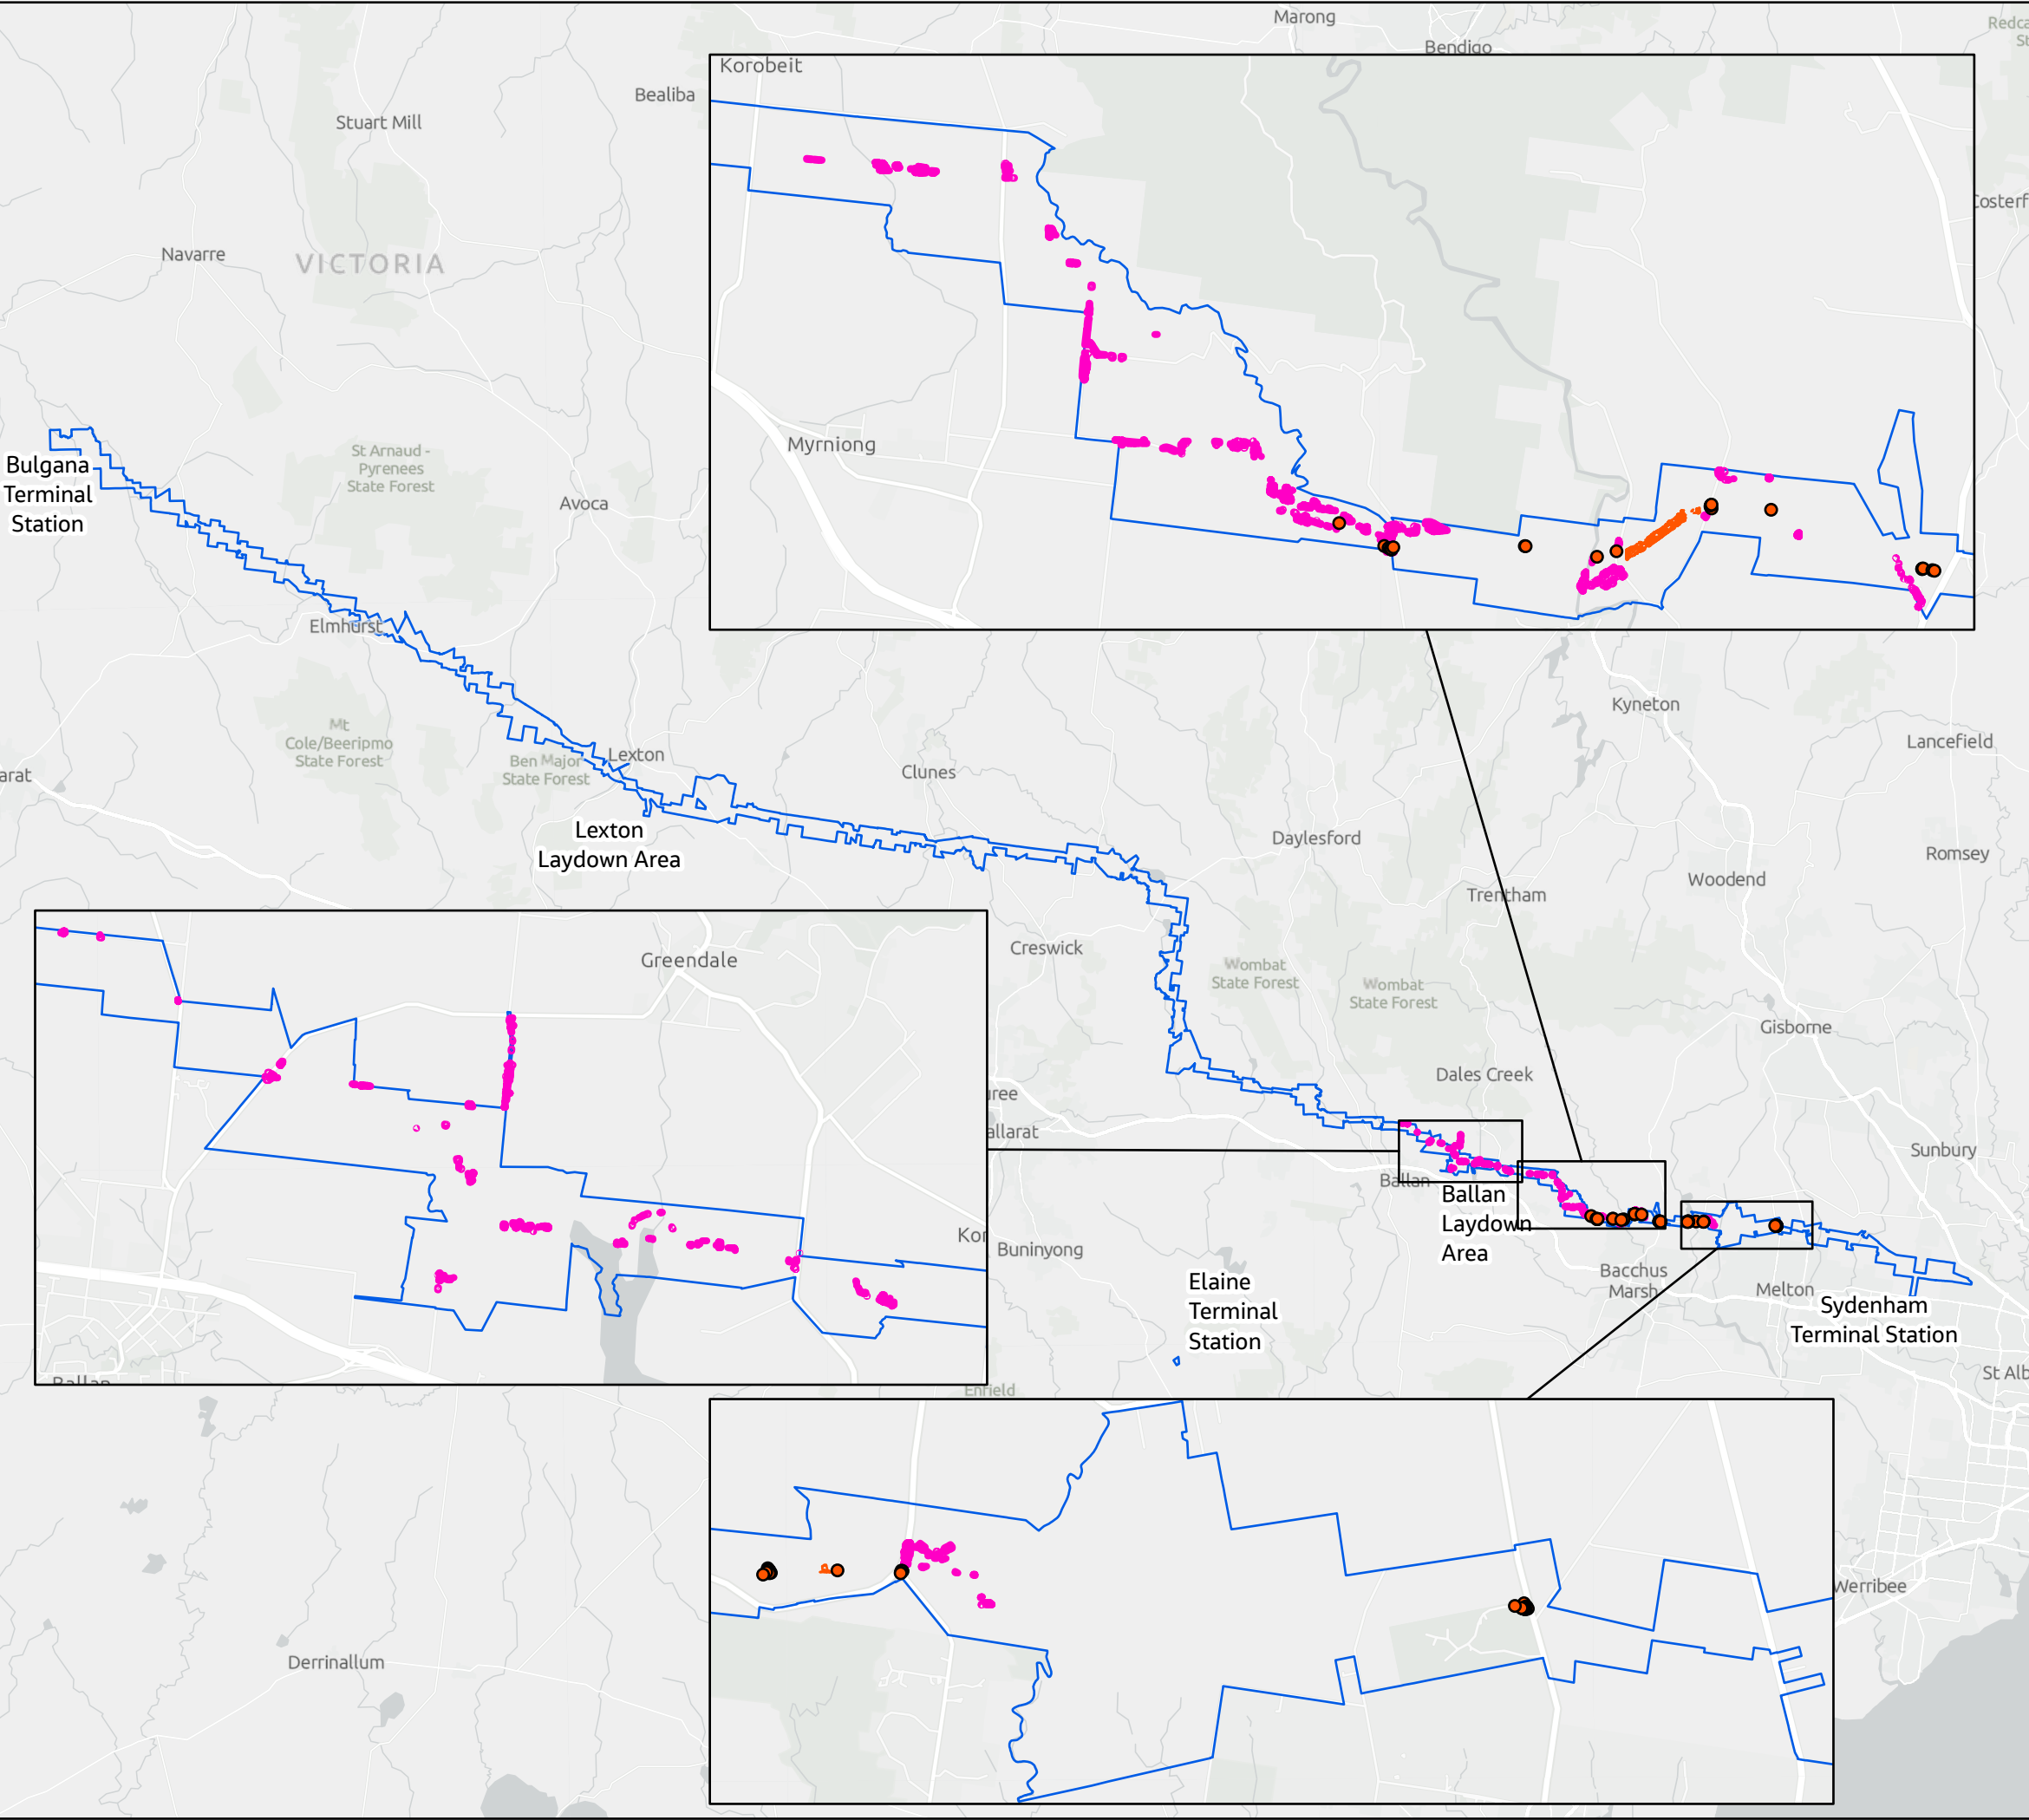 Marong
Redca
St
Bendigo
Korobeit
Bealiba
Stuart Mill
Costerf
Navarre
VICTORIA
Myrniong
St Arnaud -
Pyrenees
State Forest
Bulgana
Terminal
Station
Avoca
Elmhurst
Kyneton
Mt
Cole/Beeripmo
State Forest
Lancefield
Lexton
Ben Major
State Forest
arat
Clunes
Lexton
Laydown Area
Daylesford
Romsey
Woodend
Trentham
Creswick
Greendale
Wombat
State Forest
Wombat
State Forest
Gisborne
Dales Creek
uree
allarat
Sunbury
Ballan
Ballan
Laydown
Area
Kor
Buninyong
Bacchus
Marsh
Melton
Elaine
Terminal
Station
Sydenham
Terminal Station
St Alb
Ballan
Enfield
Werribee
Derrinallum